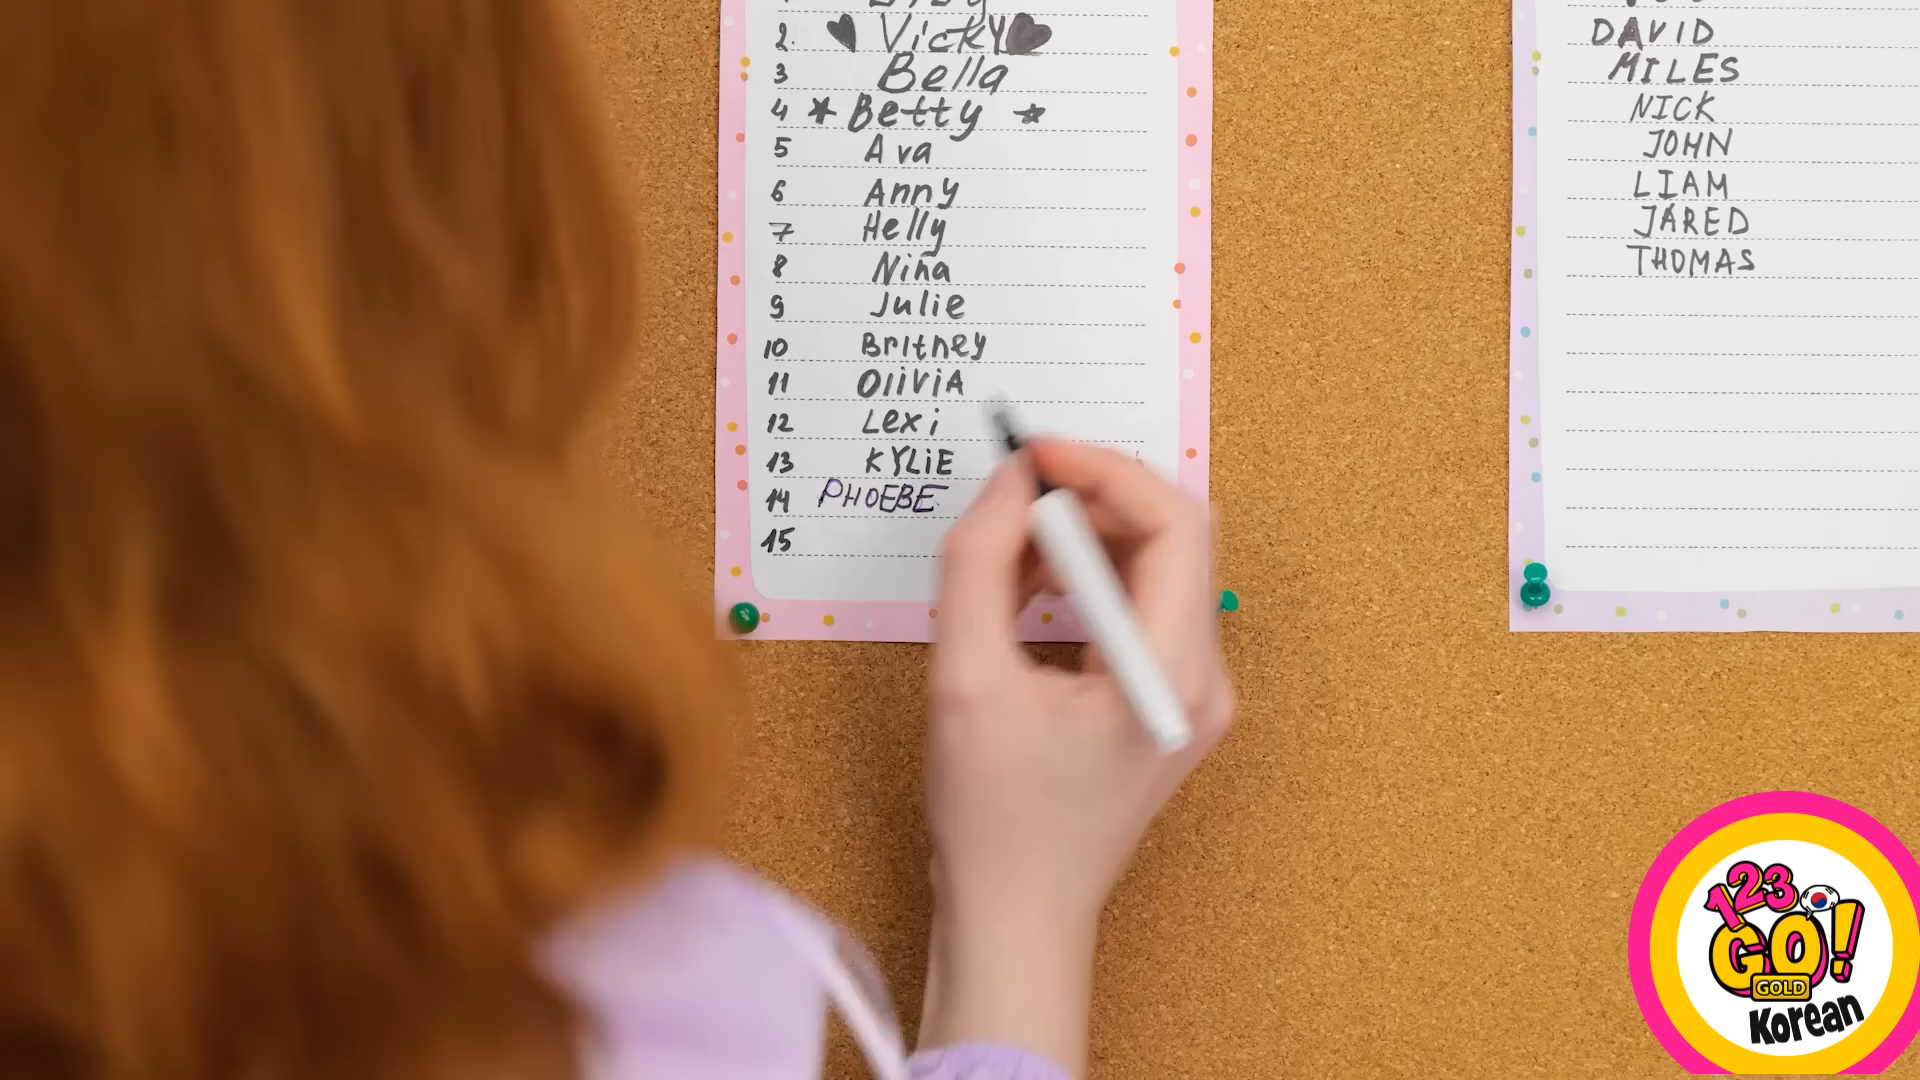 2. Vicky
3 Bella
4 * Betty *
5 Ava
6 Anny
7 Helly
8 Nina
9 Julie
10 Britney
11 OliviA
12 Lexi
13 KYLiE
14 PHOEBE
15
DAVID
MILES
NICK
JOHN
LIAM
JARED
THOMAS
123
GO!
GOLD
Korean